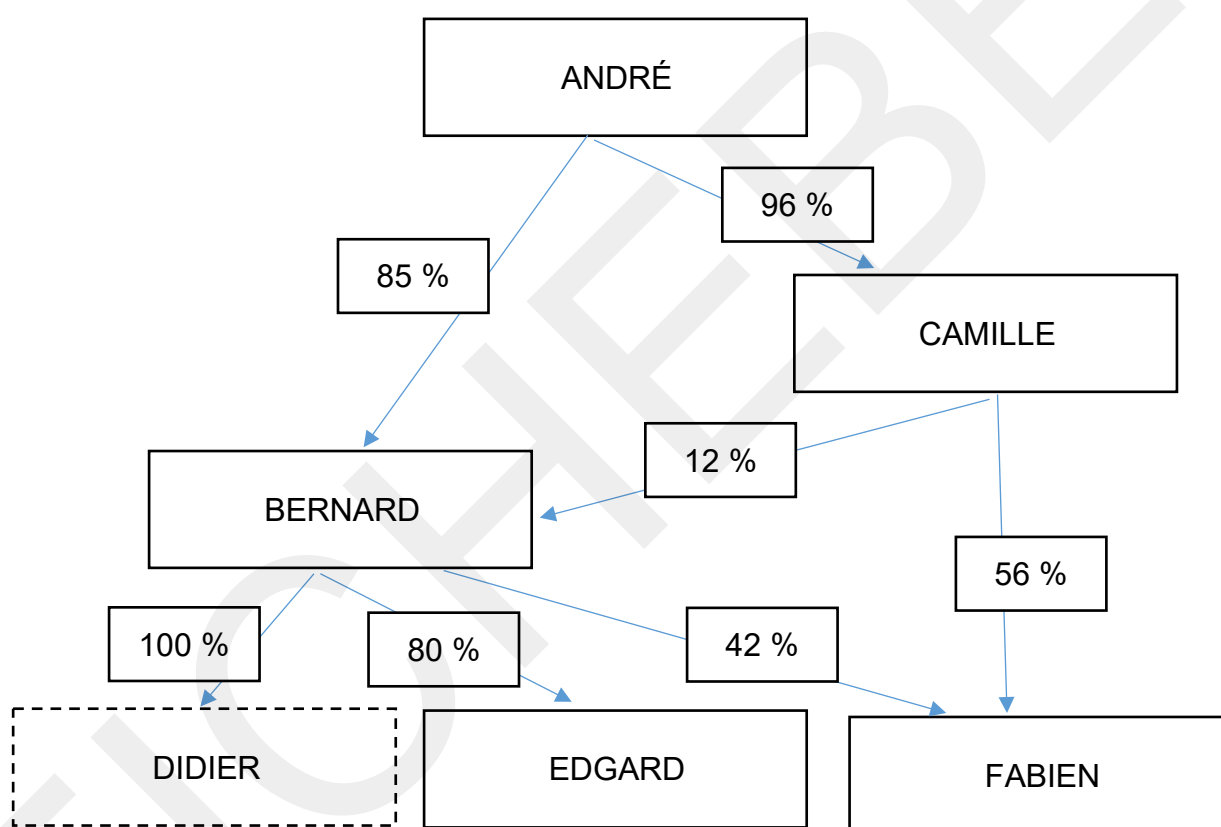 ANDRÉ
96 %
85 %
CAMILLE
12 %
BERNARD
56 %
100 %
80 %
42 %
DIDIER
EDGARD
FABIEN